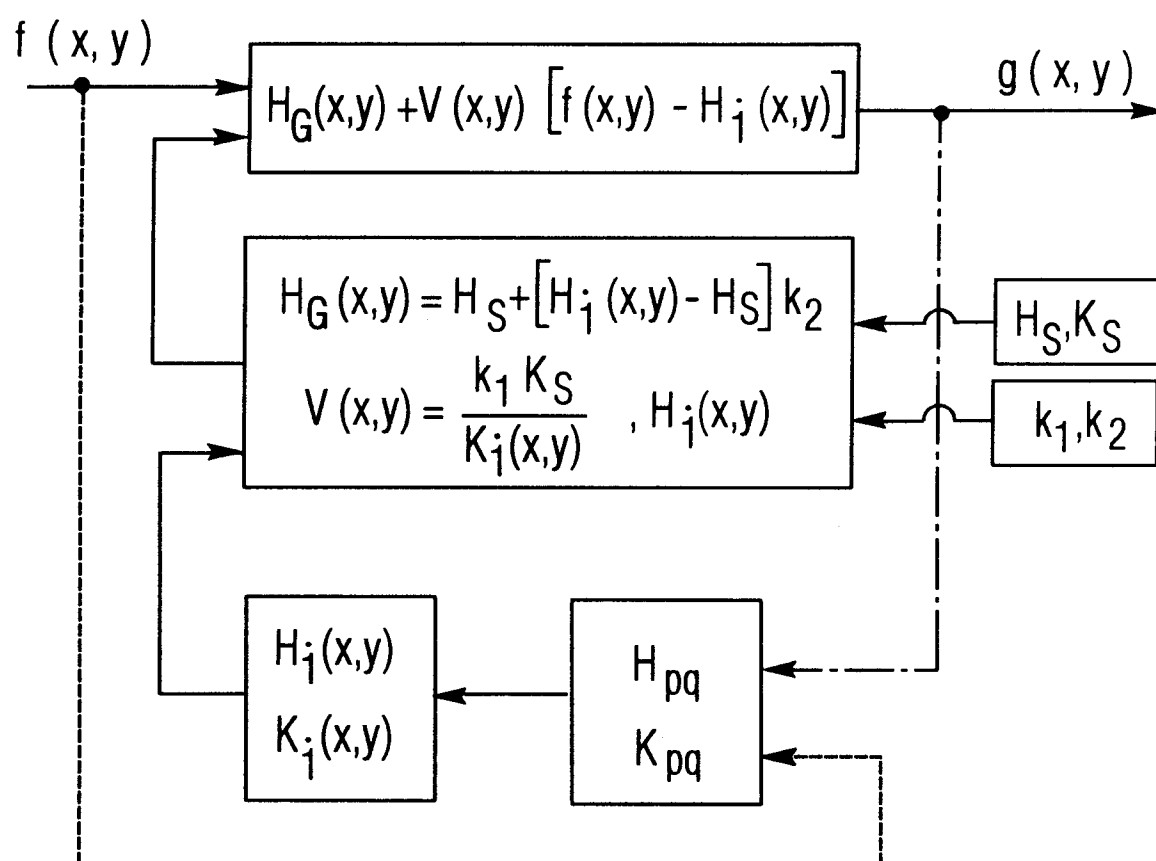 f (x, y)
g (x, y)
H_G(x,y) + V (x,y) [f (x,y) - H_i (x,y)]
H_G (x,y) = H_S + [H_i (x,y) - H_S] k_2
V (x,y) = k_1 K_S / K_i(x,y) , H_i(x,y)
H_S, K_S
k_1, k_2
H_i(x,y)
K_i(x,y)
H_pq
K_pq